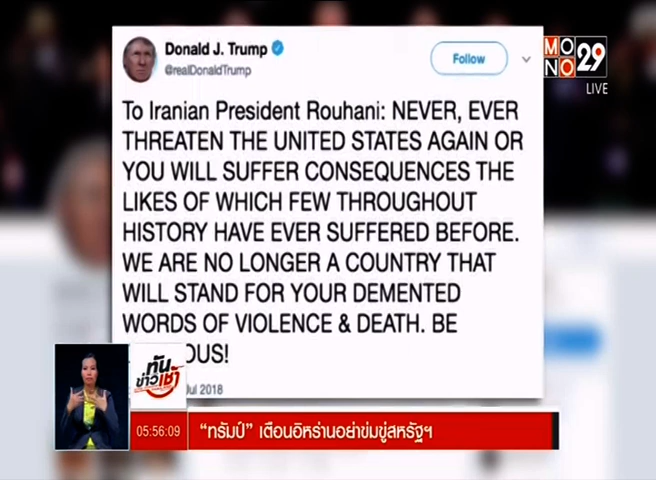 Donald J. Trump
@realDonaldTrump
Follow
MO
NO 29
LIVE
To Iranian President Rouhani: NEVER, EVER
THREATEN THE UNITED STATES AGAIN OR
YOU WILL SUFFER CONSEQUENCES THE
LIKES OF WHICH FEW THROUGHOUT
HISTORY HAVE EVER SUFFERED BEFORE.
WE ARE NO LONGER A COUNTRY THAT
WILL STAND FOR YOUR DEMENTED
WORDS OF VIOLENCE & DEATH. BE
OUS!
Jul 2018
ทัน
ข่าวเช้า
05:56:09
“ทรัมป์” เตือนอิหร่านอย่าข่มขู่สหรัฐฯ